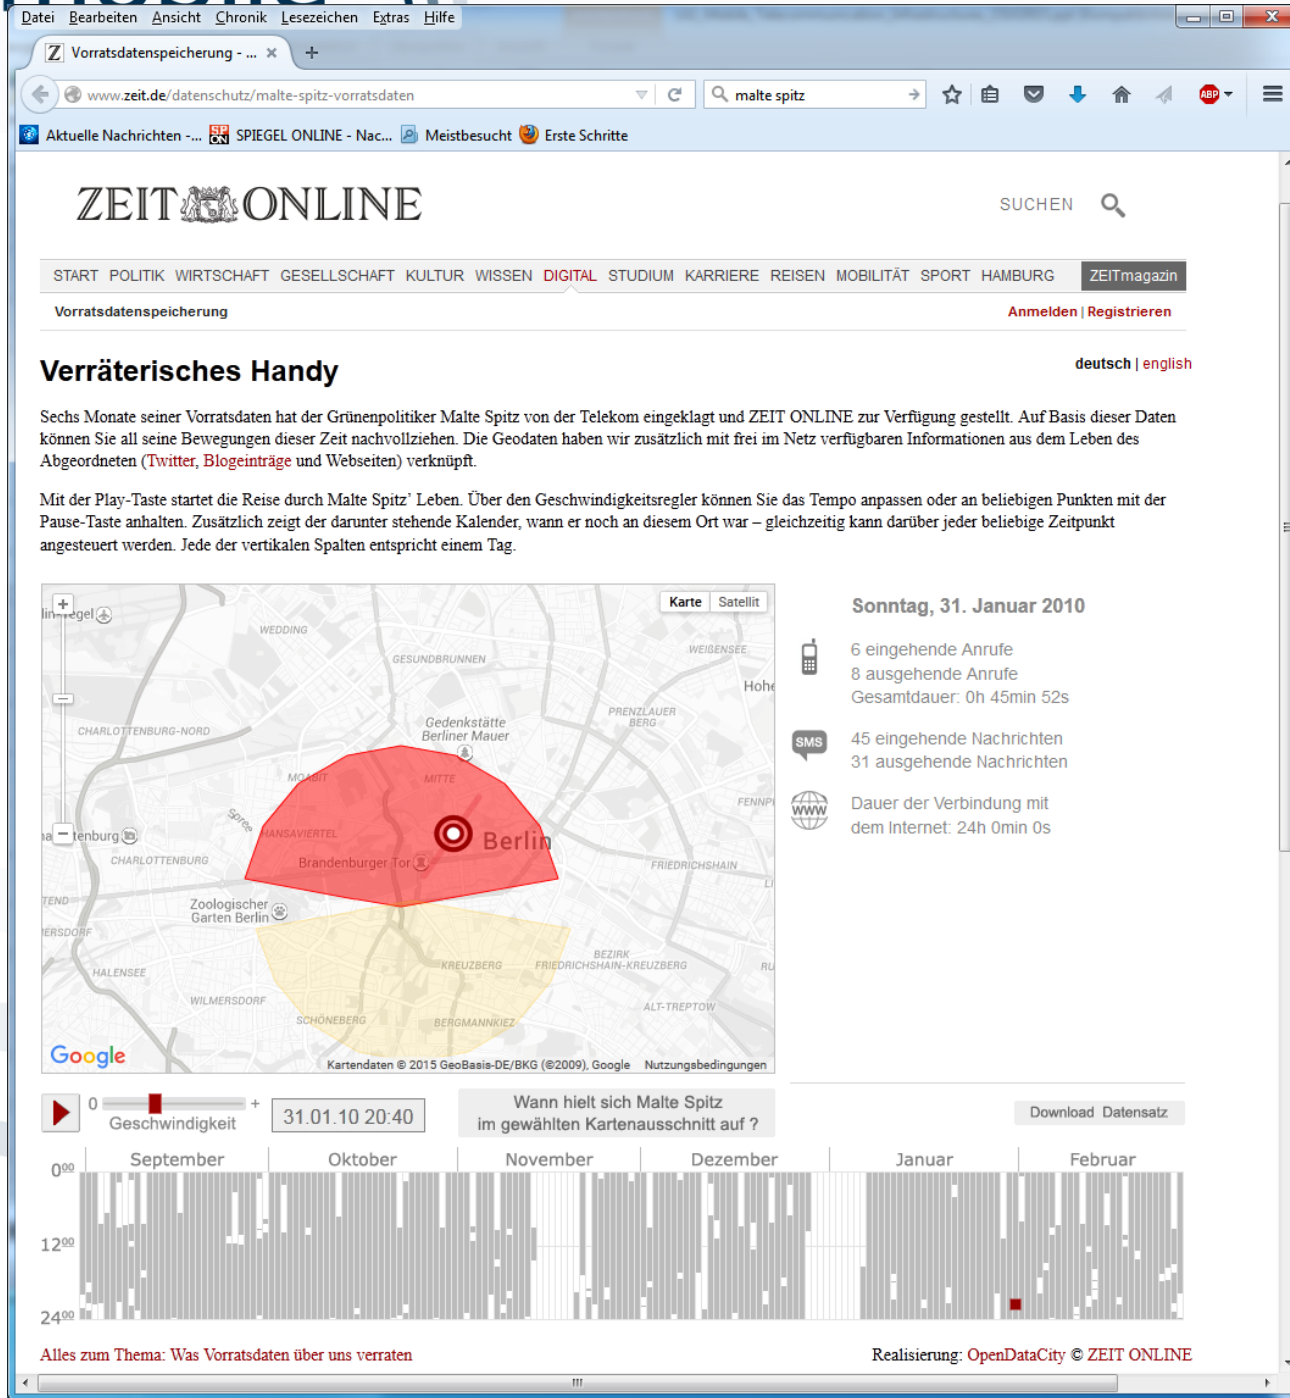 Datei Bearbeiten Ansicht Chronik Lesezeichen Extras Hilfe
Vorratsdatenspeicherung - ...
www.zeit.de/datenschutz/malte-spitz-vorratsdaten
malte spitz
ABP
Aktuelle Nachrichten -... SPIEGEL ONLINE - Nac... Meistbesucht Erste Schritte
ZEIT ONLINE
SUCHEN
START POLITIK WIRTSCHAFT GESELLSCHAFT KULTUR WISSEN DIGITAL STUDIUM KARRIERE REISEN MOBILITÄT SPORT HAMBURG ZEITmagazin
Vorratsdatenspeicherung
Anmelden | Registrieren
Verräterisches Handy
deutsch | english
Sechs Monate seiner Vorratsdaten hat der Grünenpolitiker Malte Spitz von der Telekom eingeklagt und ZEIT ONLINE zur Verfügung gestellt. Auf Basis dieser Daten
können Sie all seine Bewegungen dieser Zeit nachvollziehen. Die Geodaten haben wir zusätzlich mit frei im Netz verfügbaren Informationen aus dem Leben des
Abgeordneten (Twitter, Blogeinträge und Webseiten) verknüpft.
Mit der Play-Taste startet die Reise durch Malte Spitz' Leben. Über den Geschwindigkeitsregler können Sie das Tempo anpassen oder an beliebigen Punkten mit der
Pause-Taste anhalten. Zusätzlich zeigt der darunter stehende Kalender, wann er noch an diesem Ort war – gleichzeitig kann darüber jeder beliebige Zeitpunkt
angesteuert werden. Jede der vertikalen Spalten entspricht einem Tag.
Karte Satellit
WEDDING
GESUNDBRUNNEN
WEIßENSEE
Hohe
PRENZLAUER
BERG
CHARLOTTENBURG-NORD
Gedenkstätte
Berliner Mauer
MOABIT
MITTE
FENNP
Spree
HANSAVIERTEL
Berlin
tenburg
CHARLOTTENBURG
Brandenburger Tor
FRIEDRICHSHAIN
Zoologischer
Garten Berlin
HALENSEE
KREUZBERG
BEZIRK
FRIEDRICHSHAIN-KREUZBERG
RU
WILMERSDORF
SCHÖNEBERG
BERGMANNKIEZ
ALT-TREPTOW
Google
Kartendaten © 2015 GeoBasis-DE/BKG (©2009), Google Nutzungsbedingungen
Sonntag, 31. Januar 2010
6 eingehende Anrufe
8 ausgehende Anrufe
Gesamtdauer: 0h 45min 52s
SMS
45 eingehende Nachrichten
31 ausgehende Nachrichten
www
Dauer der Verbindung mit
dem Internet: 24h 0min 0s
0 +
Geschwindigkeit
31.01.10 20:40
Wann hielt sich Malte Spitz
im gewählten Kartenausschnitt auf ?
Download Datensatz
September Oktober November Dezember Januar Februar
0⁰⁰
12⁰⁰
24⁰⁰
Alles zum Thema: Was Vorratsdaten über uns verraten
Realisierung: OpenDataCity © ZEIT ONLINE